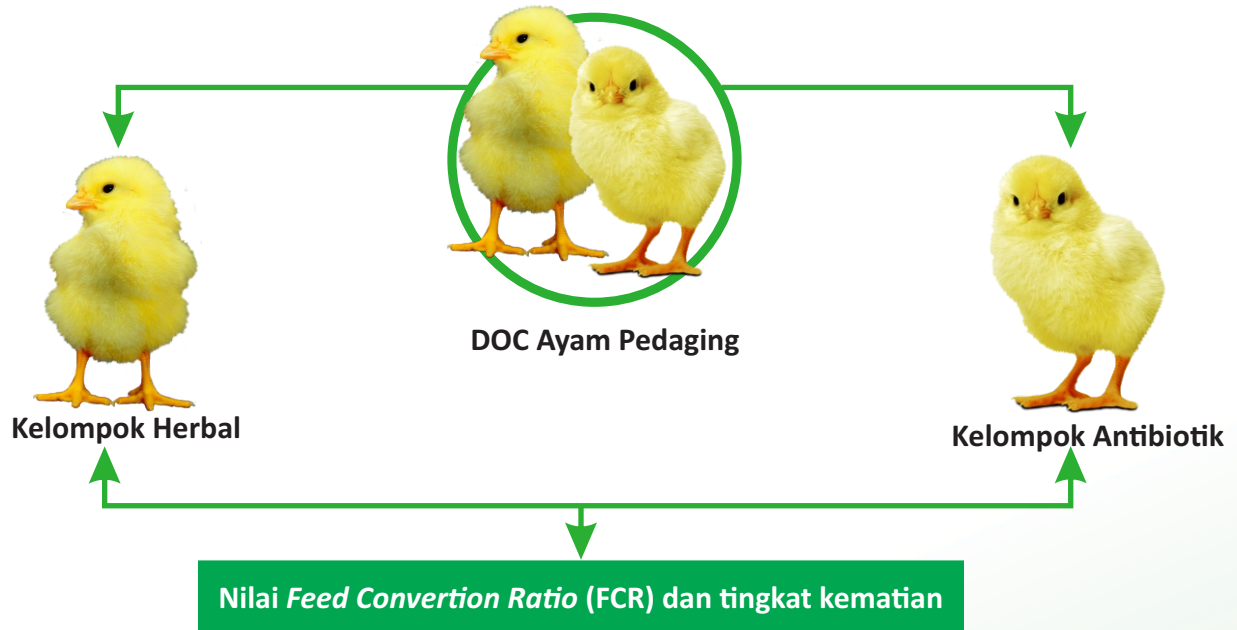 DOC Ayam Pedaging
Kelompok Herbal
Kelompok Antibiotik
Nilai Feed Convertion Ratio (FCR) dan tingkat kematian